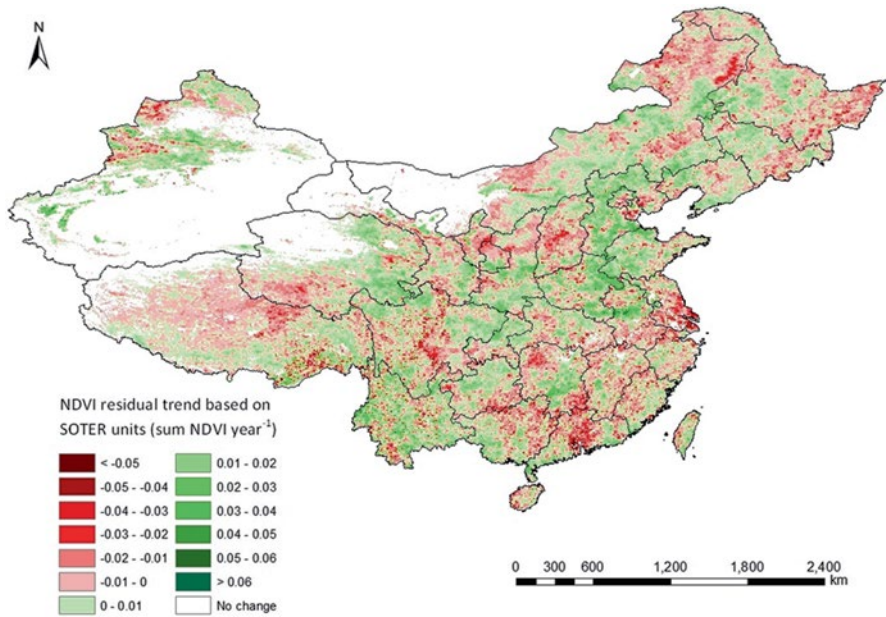 N
NDVI residual trend based on
SOTER units (sum NDVI year⁻¹)
< -0.05
-0.05 - -0.04
-0.04 - -0.03
-0.03 - -0.02
-0.02 - -0.01
-0.01 - 0
0 - 0.01
0.01 - 0.02
0.02 - 0.03
0.03 - 0.04
0.04 - 0.05
0.05 - 0.06
> 0.06
No change
0 300 600 1,200 1,800 2,400
km